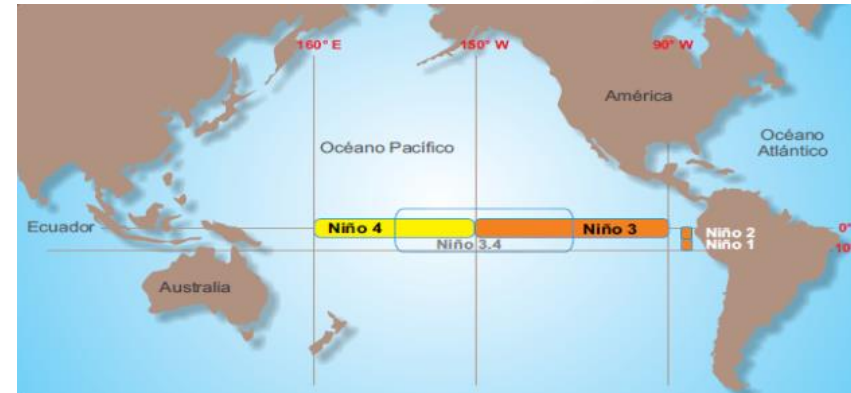 160° E
150° W
90° W
América
Océano Pacífico
Océano
Atlántico
Ecuador
Niño 4
Niño 3
Niño 2
0°
Niño 3.4
Niño 1
10
Australia